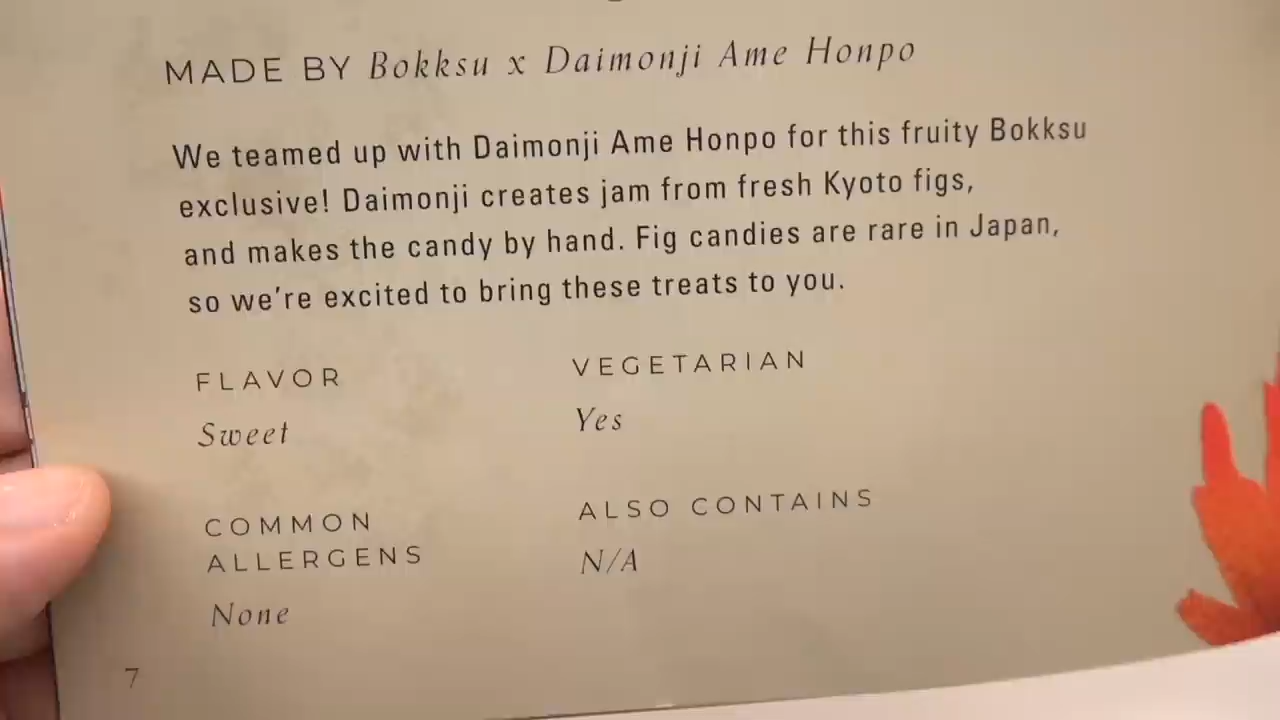 MADE BY Bokksu x Daimonji Ame Honpo
We teamed up with Daimonji Ame Honpo for this fruity Bokksu
exclusive! Daimonji creates jam from fresh Kyoto figs,
and makes the candy by hand. Fig candies are rare in Japan,
so we're excited to bring these treats to you.
FLAVOR
Sweet
VEGETARIAN
Yes
COMMON
ALLERGENS
None
ALSO CONTAINS
N/A
7